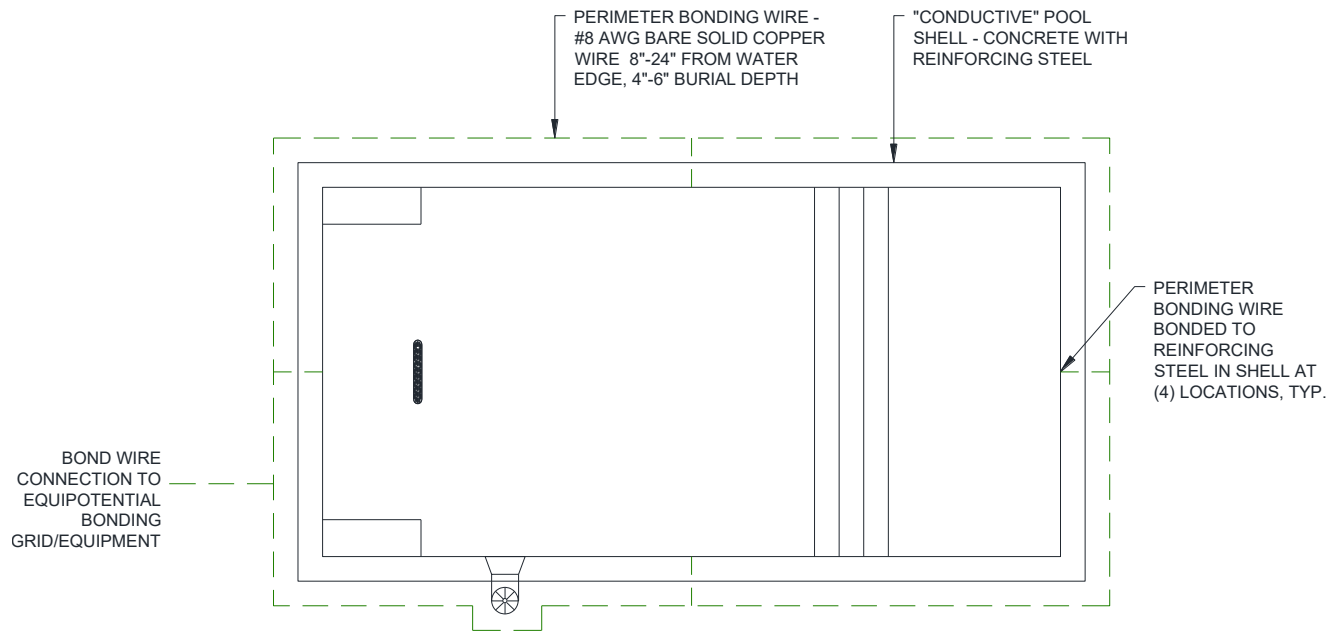 PERIMETER BONDING WIRE -
#8 AWG BARE SOLID COPPER
WIRE  8"-24" FROM WATER
EDGE, 4"-6" BURIAL DEPTH
"CONDUCTIVE" POOL
SHELL - CONCRETE WITH
REINFORCING STEEL
PERIMETER
BONDING WIRE
BONDED TO
REINFORCING
STEEL IN SHELL AT
(4) LOCATIONS, TYP.
BOND WIRE
CONNECTION TO
EQUIPOTENTIAL
BONDING
GRID/EQUIPMENT